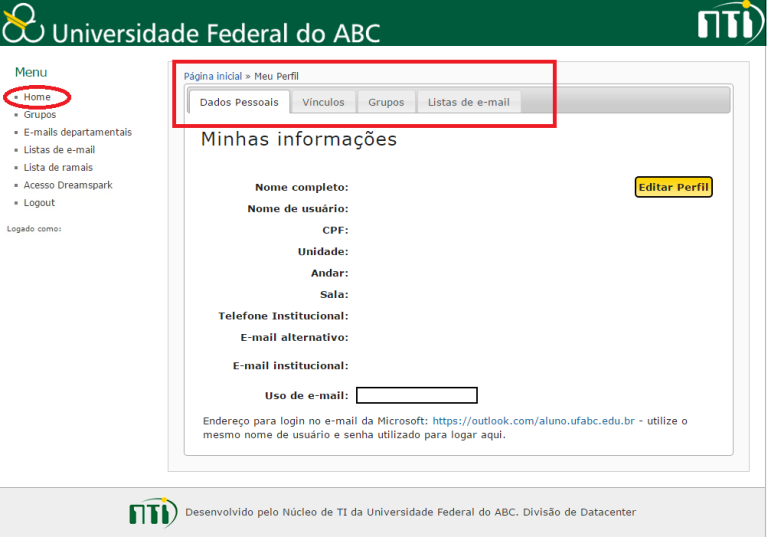 Universidade Federal do ABC
NTI
Menu
Home
Grupos
E-mails departamentais
Listas de e-mail
Lista de ramais
Acesso Dreamspark
Logout
Logado como:
Página inicial » Meu Perfil
Dados Pessoais Vínculos Grupos Listas de e-mail
Minhas informações
Editar Perfil
Nome completo:
Nome de usuário:
CPF:
Unidade:
Andar:
Sala:
Telefone Institucional:
E-mail alternativo:
E-mail institucional:
Uso de e-mail:
Endereço para login no e-mail da Microsoft: https://outlook.com/aluno.ufabc.edu.br - utilize o
mesmo nome de usuário e senha utilizado para logar aqui.
NTI Desenvolvido pelo Núcleo de TI da Universidade Federal do ABC. Divisão de Datacenter